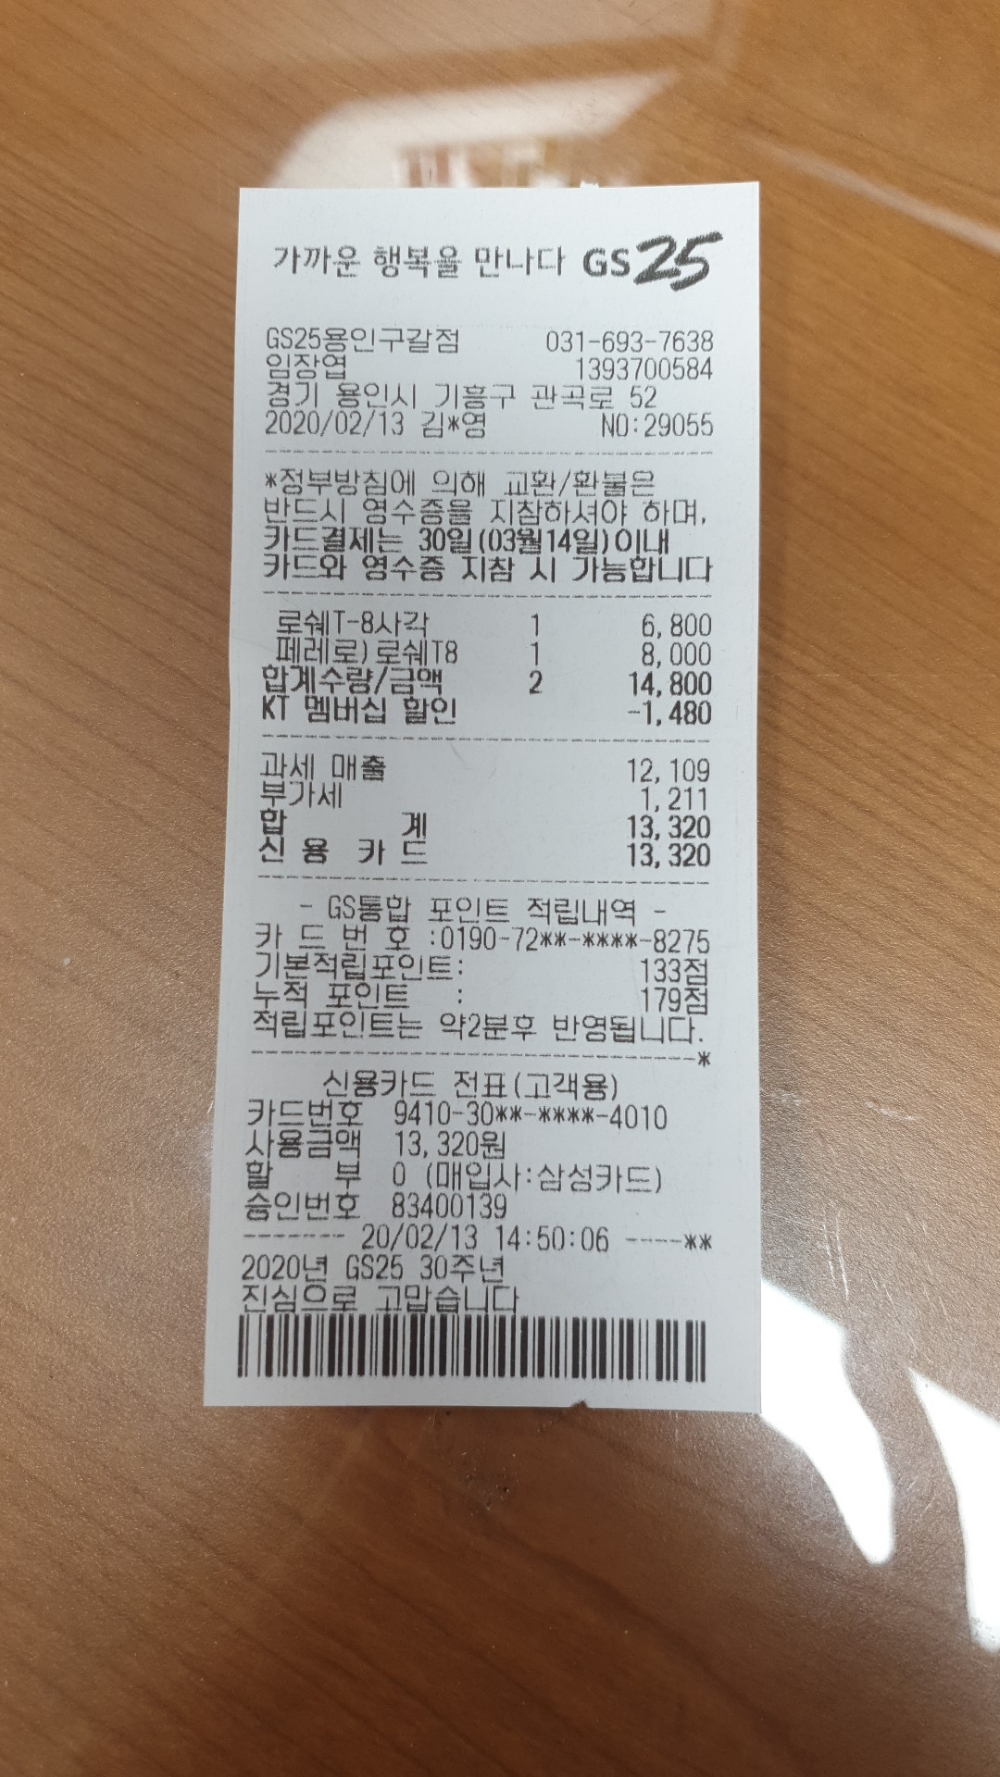 가까운 행복을 만나다 GS25
GS25용인구갈점 031-693-7638
임장엽 1393700584
경기 용인시 기흥구 관곡로 52
2020/02/13 김*영 NO:29055
*정부방침에 의해 교환/환불은
반드시 영수증을 지참하셔야 하며,
카드결제는 30일(03월14일)이내
카드와 영수증 지참 시 가능합니다
로쉐T-8사각 1 6,800
페레로)로쉐T8 1 8,000
합계수량/금액 2 14,800
KT 멤버십 할인 -1,480
과세 매출 12,109
부가세 1,211
합 계 13,320
신 용 카 드 13,320
- GS통합 포인트 적립내역 -
카 드 번 호 :0190-72**-****-8275
기본적립포인트: 133점
누적 포인트 : 179점
적립포인트는 약2분후 반영됩니다.
*
신용카드 전표(고객용)
카드번호 9410-30**-****-4010
사용금액 13,320원
할 부 0 (매입사:삼성카드)
승인번호 83400139
------- 20/02/13 14:50:06 ----**
2020년 GS25 30주년
진심으로 고맙습니다